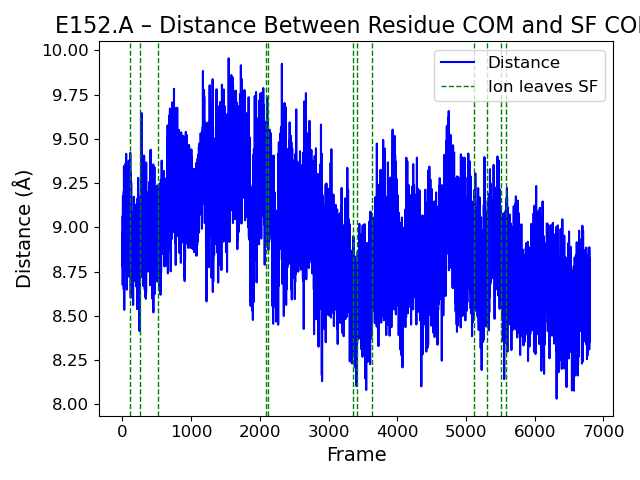 E152.A – Distance Between Residue COM and SF CO
10.00
9.75
9.50
9.25
9.00
8.75
8.50
8.25
8.00
Distance (Å)
Distance
Ion leaves SF
0 1000 2000 3000 4000 5000 6000 7000
Frame